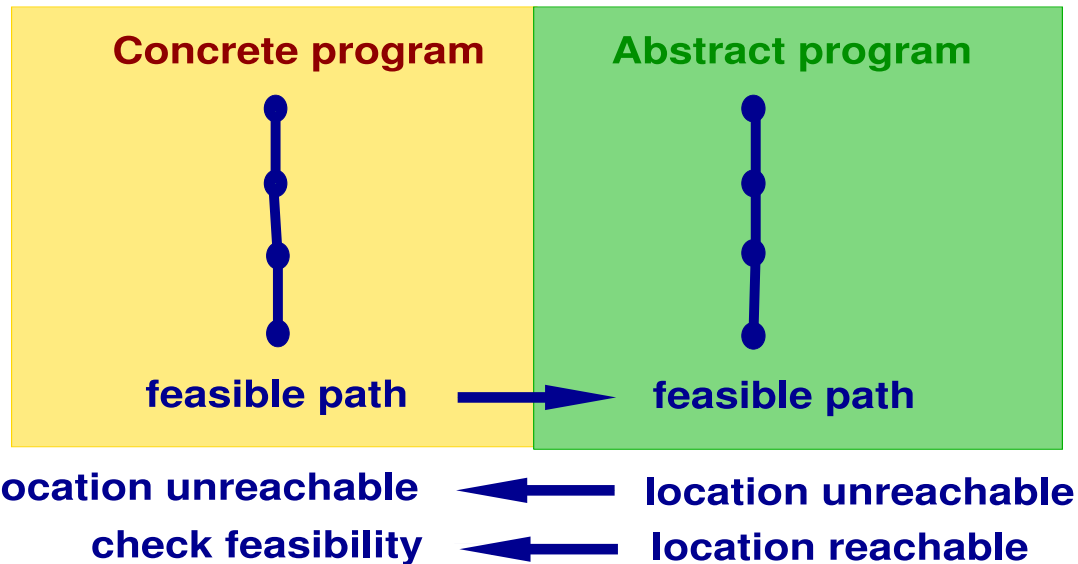 Concrete program
Abstract program
feasible path
feasible path
ocation unreachable
location unreachable
check feasibility
location reachable